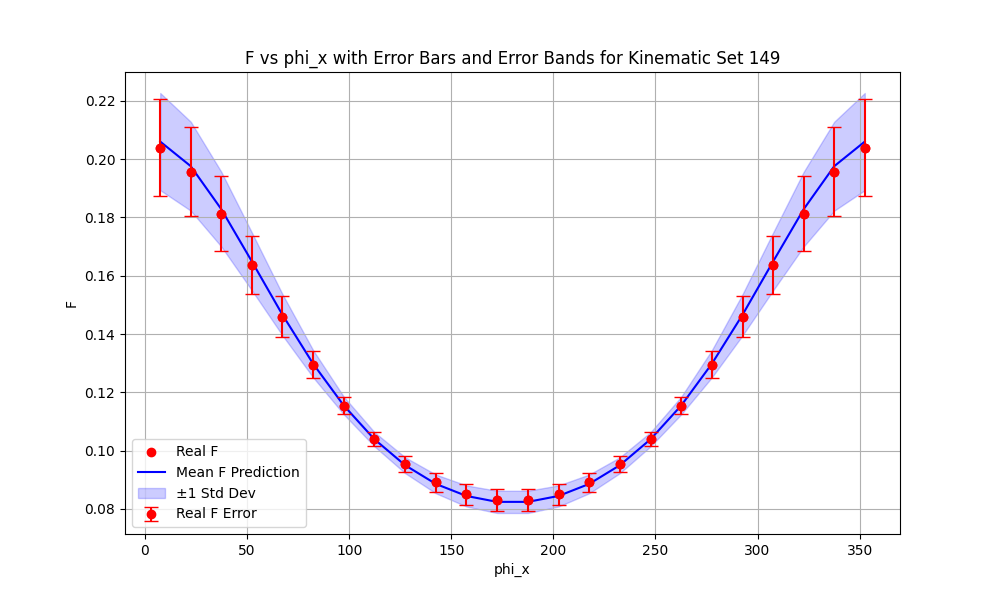 F vs phi_x with Error Bars and Error Bands for Kinematic Set 149
F
0.22
0.20
0.18
0.16
0.14
0.12
0.10
0.08
Real F
Mean F Prediction
±1 Std Dev
Real F Error
0 50 100 150 200 250 300 350
phi_x